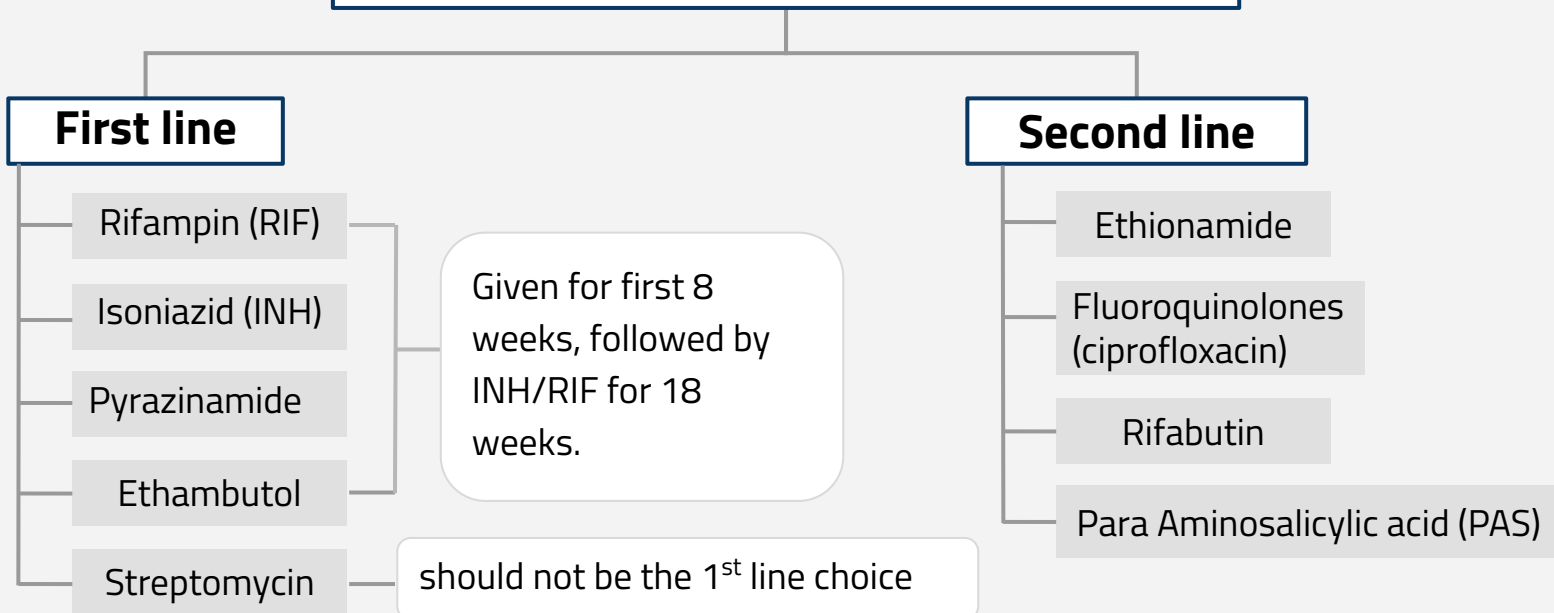 First line
Rifampin (RIF)
Isoniazid (INH)
Pyrazinamide
Ethambutol
Streptomycin
Given for first 8
weeks, followed by
INH/RIF for 18
weeks.
should not be the 1st line choice
Second line
Ethionamide
Fluoroquinolones
(ciprofloxacin)
Rifabutin
Para Aminosalicylic acid (PAS)